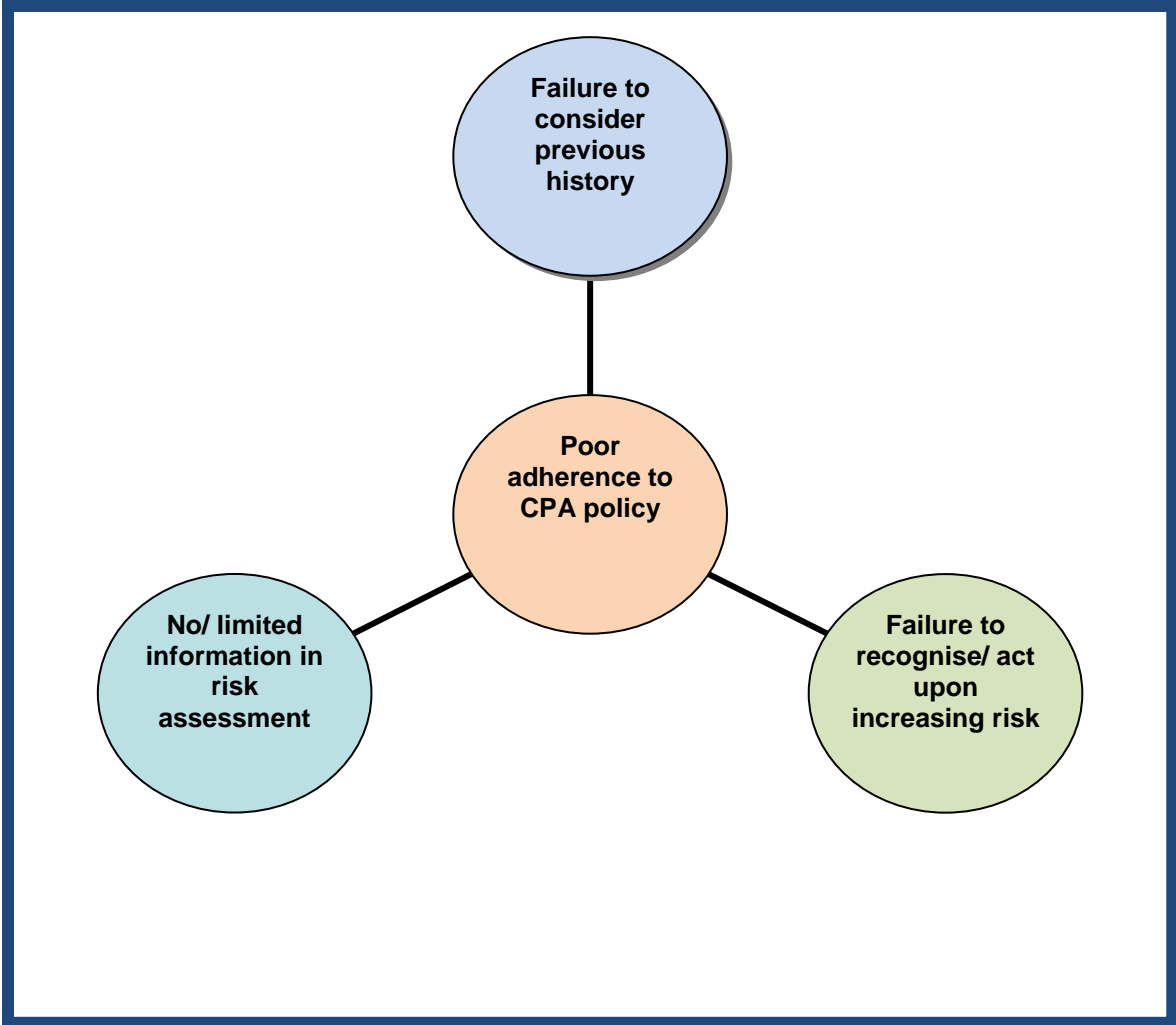 Failure to
consider
previous
history
Poor
adherence to
CPA policy
No/ limited
information in
risk
assessment
Failure to
recognise/ act
upon
increasing risk